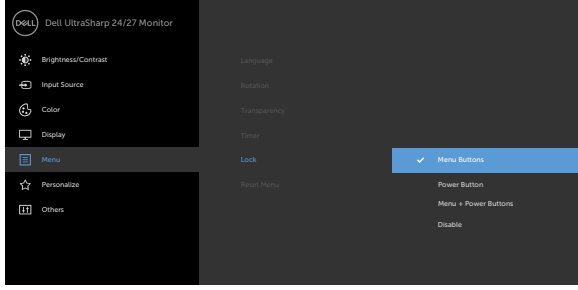 DELL Dell UltraSharp 24/27 Monitor
Brightness/Contrast
Input Source
Color
Display
Menu
Personalize
Others
Language
Rotation
Transparency
Timer
Lock
Reset Menu
Menu Buttons
Power Button
Menu + Power Buttons
Disable